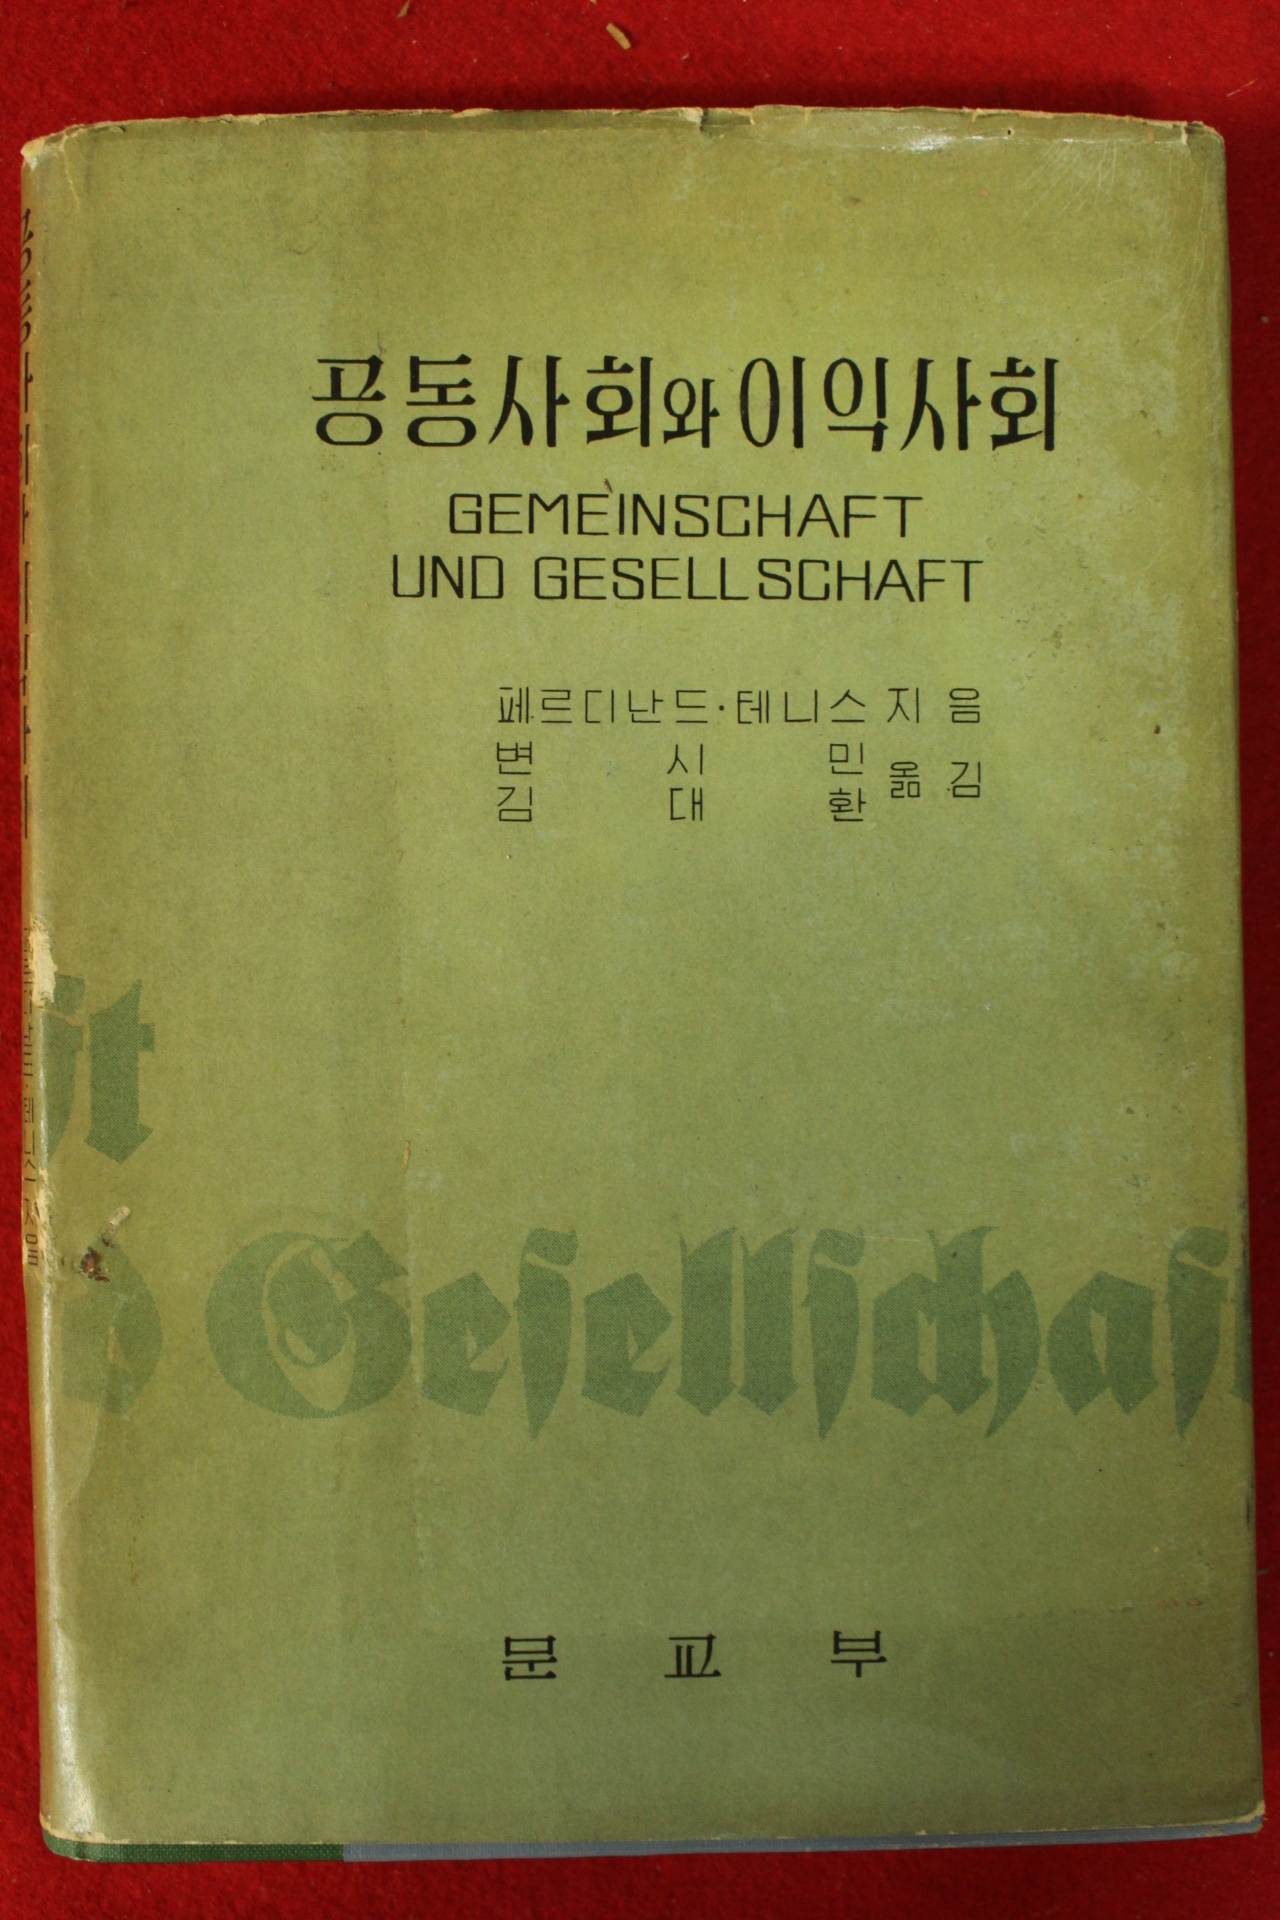 공동사회와 이익사회
GEMEINSCHAFT
UND GESELLSCHAFT
페르디난드·테니스 지음
변시민
김대환
옮김
Gesellschaf
문교부